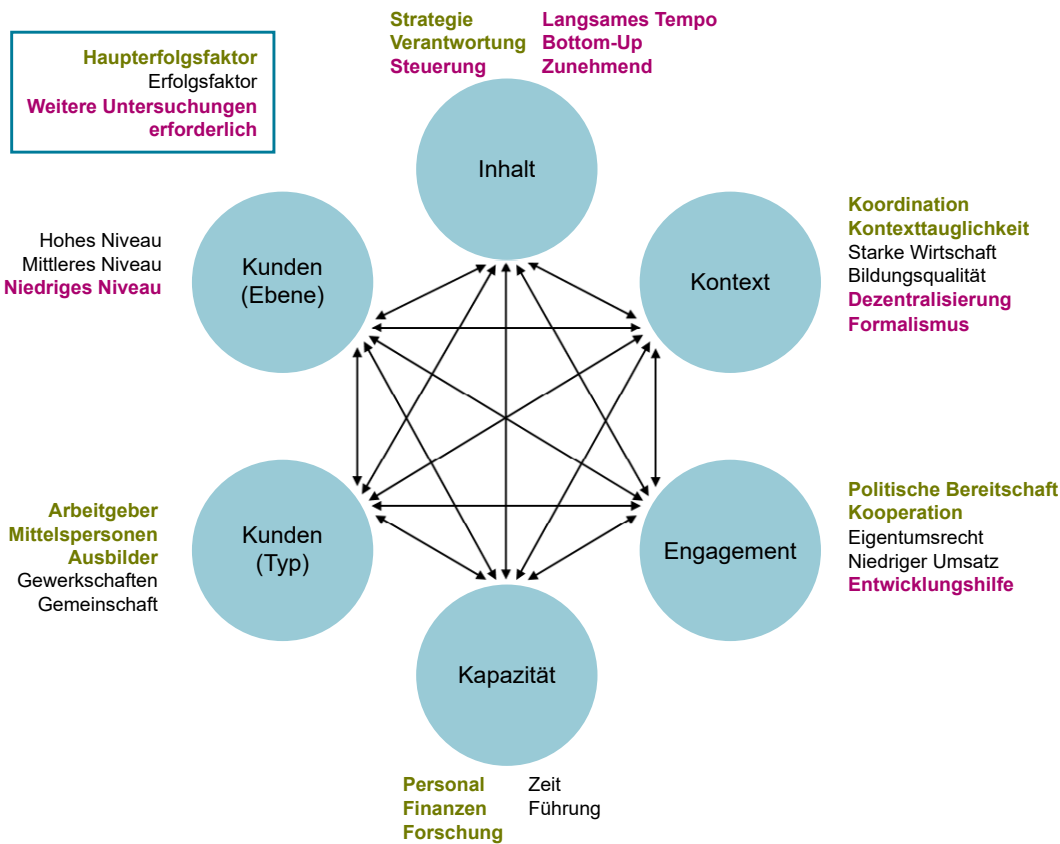 Haupterfolgsfaktor
Erfolgsfaktor
Weitere Untersuchungen
erforderlich
Strategie
Verantwortung
Steuerung
Langsames Tempo
Bottom-Up
Zunehmend
Inhalt
Hohes Niveau
Mittleres Niveau
Niedriges Niveau
Kunden
(Ebene)
Kontext
Koordination
Kontexttauglichkeit
Starke Wirtschaft
Bildungsqualität
Dezentralisierung
Formalismus
Arbeitgeber
Mittelspersonen
Ausbilder
Gewerkschaften
Gemeinschaft
Kunden
(Typ)
Engagement
Politische Bereitschaft
Kooperation
Eigentumsrecht
Niedriger Umsatz
Entwicklungshilfe
Kapazität
Personal
Finanzen
Forschung
Zeit
Führung